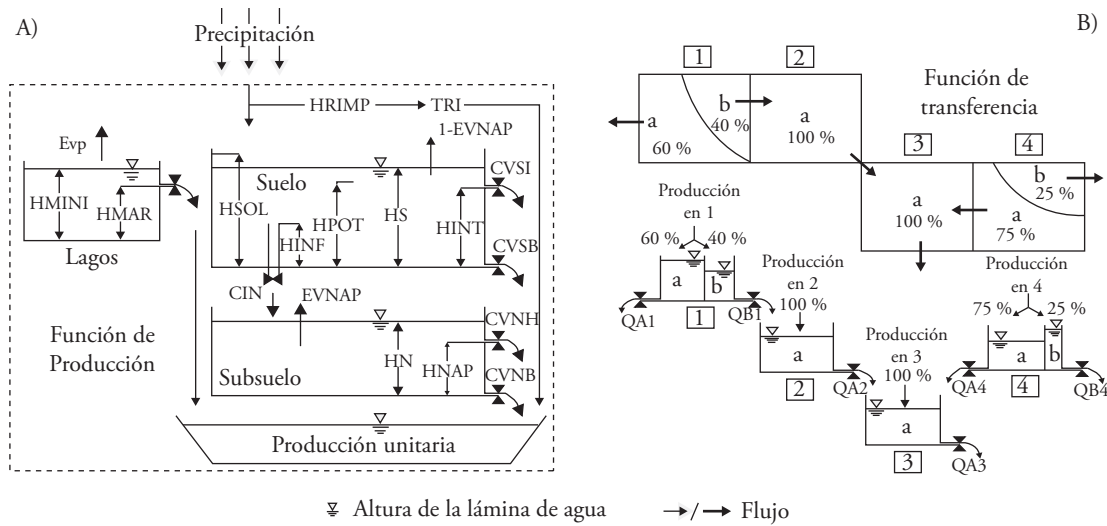 A)
Precipitación
HRIMP
TRI
Evp
1-EVNAP
HMINI
HMAR
Lagos
Suelo
HSOL
HINF
HPOT
HS
HINT
CVSI
CVSB
CIN
EVNAP
Función de
Producción
Subsuelo
HN
HNAP
CVNH
CVNB
Producción unitaria
B)
Función de
transferencia
1
2
3
4
a
60 %
b
40 %
a
100 %
a
100 %
b
25 %
a
75 %
Producción
en 1
60 %
40 %
a
b
QA1
1
QB1
Producción
en 2
100 %
a
2
QA2
Producción
en 3
100 %
a
3
QA3
Producción
en 4
75 %
25 %
a
b
QA4
4
QB4
Altura de la lámina de agua
/
Flujo